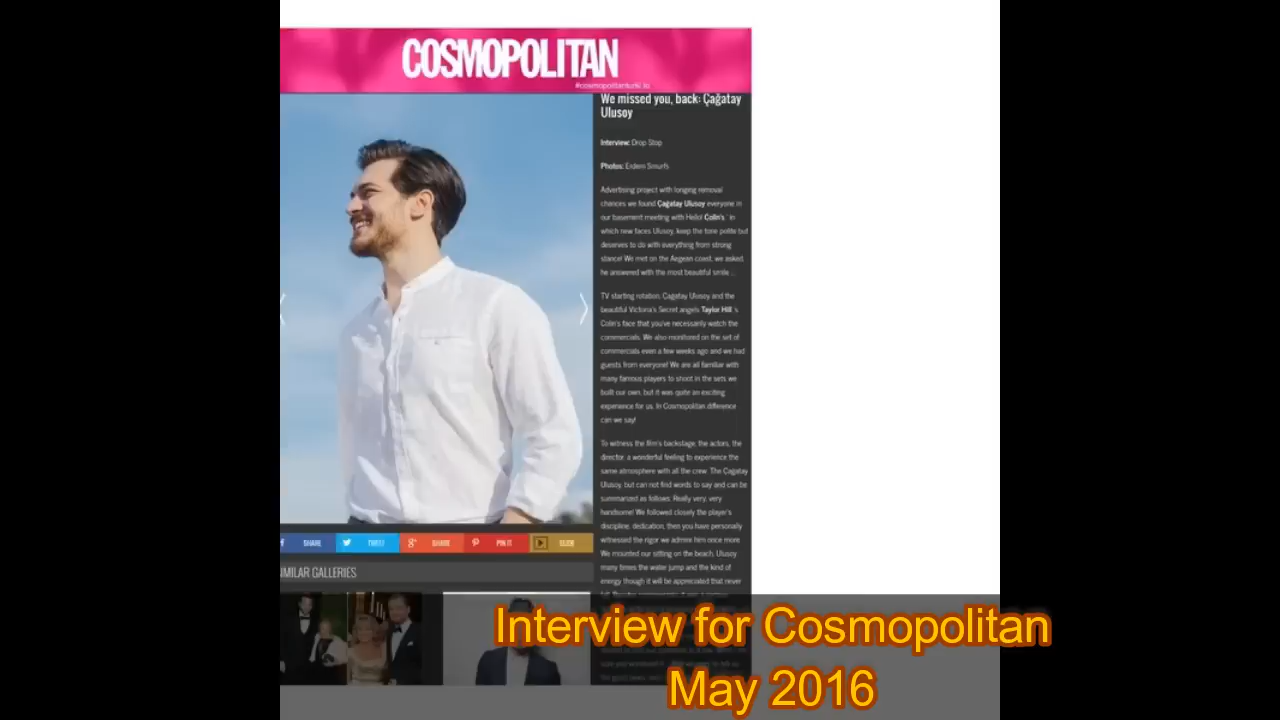 COSMOPOLITAN
#cosmopolitanturkiye
We missed you, back: Çağatay
Ulusoy
Interview: Drop Stop
Photos: Erdem Smurfs
Advertising project with longing removal
chances we found Çağatay Ulusoy everyone in
our basement meeting with Hello! Colin's ' in
which new faces Ulusoy, keep the tone polite but
deserves to do with everything from strong
stance! We met on the Aegean coast, we asked,
he answered with the most beautiful smile ...
TV starting rotation, Çagatay Ulusoy and the
beautiful Victoria's Secret angels Taylor Hill 's
Colin's face that you've necessarily watch the
commercials. We also monitored on the set of
commercials even a few weeks ago and we had
guests from everyone! We are all familiar with
many famous players to shoot in the sets we
built our own, but it was quite an exciting
experience for us. In Cosmopolitan difference
can we say!
To witness the film's backstage, the actors, the
director, a wonderful feeling to experience the
same atmosphere with all the crew. The Cagatay
Ulusoy, but can not find words to say and can be
summarized as follows: Really very, very
handsome! We followed closely the player's
discipline, dedication, then you have personally
witnessed the rigor we admire him once more
We mounted our sitting on the beach, Ulusoy
many times the water jump and the kind of
energy though it will be appreciated that never
SHARE TWEET SHARE PIN IT
SIMILAR GALLERIES
Interview for Cosmopolitan
May 2016